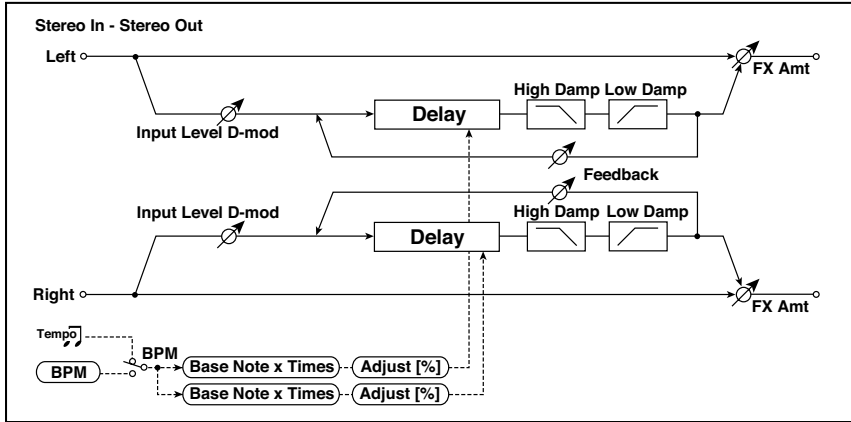 Stereo In - Stereo Out
Left
FX Amt
High Damp Low Damp
Delay
Input Level D-mod
Feedback
Input Level D-mod
High Damp Low Damp
Delay
Right
FX Amt
Tempo
BPM
BPM
Base Note x Times
Adjust [%]
Base Note x Times
Adjust [%]